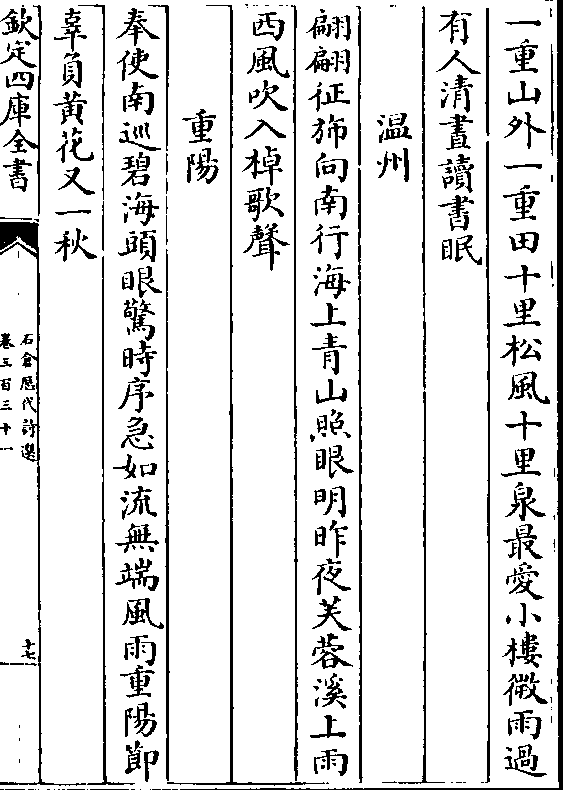 一重山外一重田十里松風十里泉最愛小樓微雨過
有人清晝讀書眠
温州
翩翩征斾向南行海上青山照眼明昨夜芙蓉溪上雨
西風吹入棹歌聲
重陽
奉使南巡碧海頭眼驚時序急如流無端風雨重陽節
辜負黃花又一秋
欽定四庫全書
石倉歷代詩選
卷三百三十一
十七